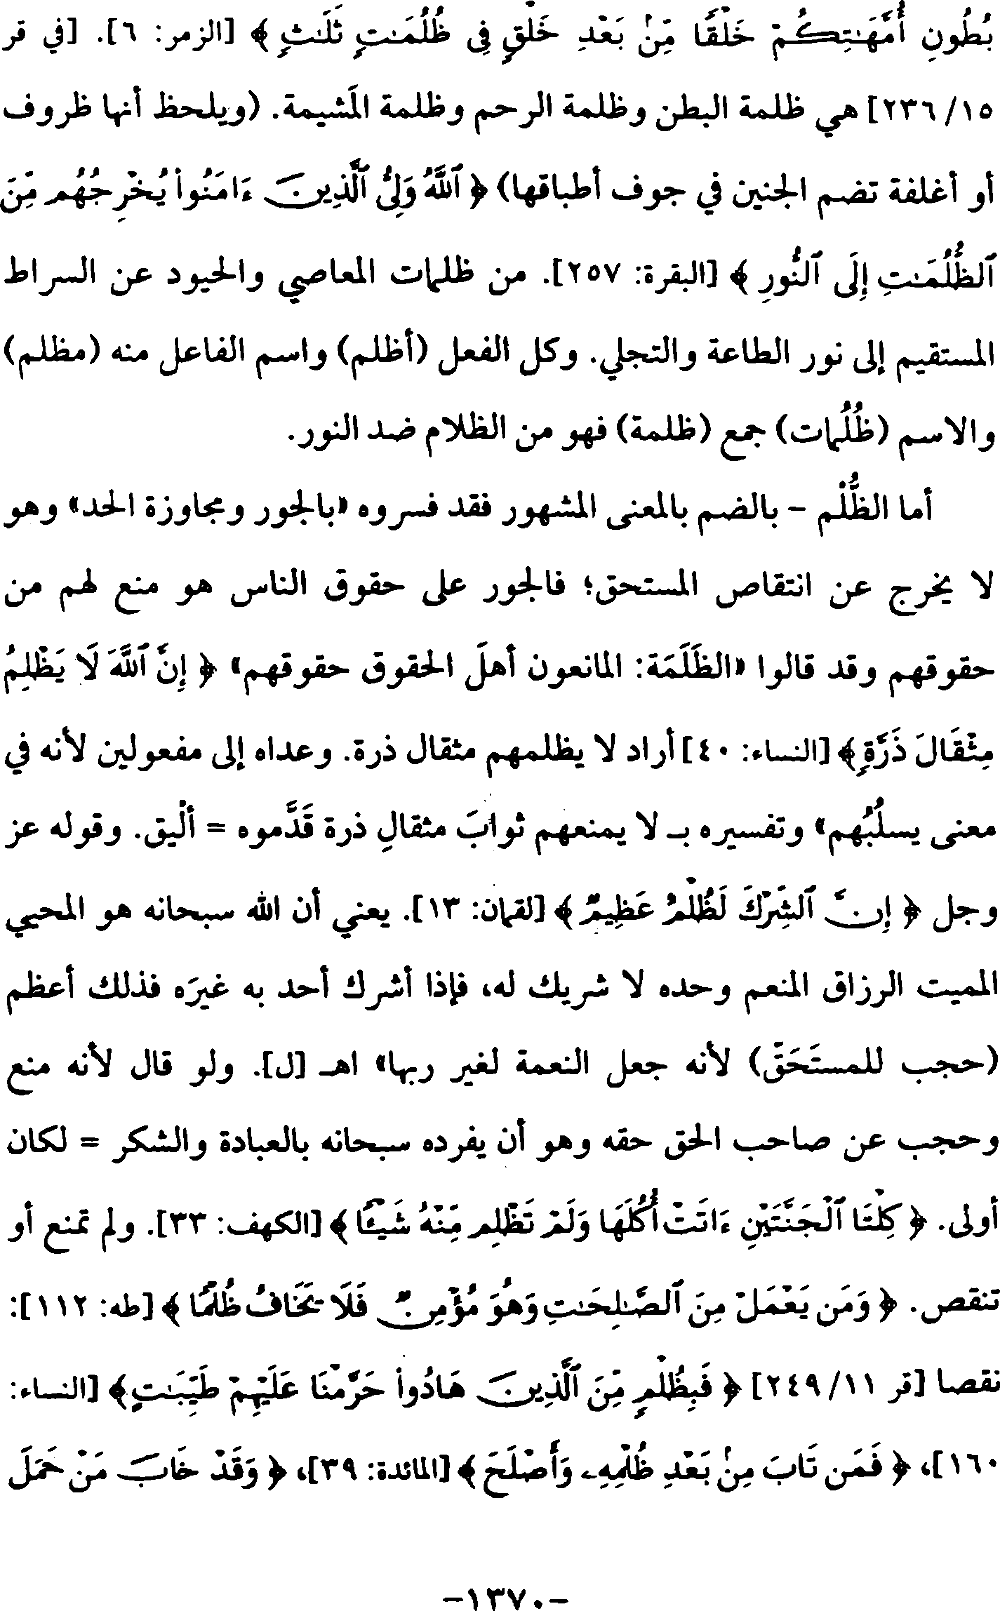 بُطُونِ أُمَّهَٰتِكُمْ خَلْقًا مِّنۢ بَعْدِ خَلْقٍ فِى ظُلُمَٰتٍ ثَلَٰثٍ ﴾ [الزمر: ٦]. [في قر
١٥/ ٢٣٦] هي ظلمة البطن وظلمة الرحم وظلمة المَشيمة. (ويلحظ أنها ظروف
أو أغلفة تضم الجنين في جوف أطباقها) ﴿ ٱللَّهُ وَلِىُّ ٱلَّذِينَ ءَامَنُوا۟ يُخْرِجُهُم مِّنَ
ٱلظُّلُمَٰتِ إِلَى ٱلنُّورِ ﴾ [البقرة: ٢٥٧]. من ظلمات المعاصي والحيود عن السراط
المستقيم إلى نور الطاعة والتجلي. وكل الفعل (أظلم) واسم الفاعل منه (مظلم)
والاسم (ظُلُمات) جمع (ظلمة) فهو من الظلام ضد النور.
أما الظُّلْم – بالضم بالمعنى المشهور فقد فسروه «بالجور ومجاوزة الحد» وهو
لا يخرج عن انتقاص المستحق؛ فالجور على حقوق الناس هو منع لهم من
حقوقهم وقد قالوا «الظَلَمَة: المانعون أهلَ الحقوق حقوقهم» ﴿ إِنَّ ٱللَّهَ لَا يَظْلِمُ
مِثْقَالَ ذَرَّةٍ﴾ [النساء: ٤٠] أراد لا يظلمهم مثقال ذرة. وعداه إلى مفعولين لأنه في
معنى يسلُبُهم» وتفسيره بـ لا يمنعهم ثوابَ مثقالِ ذرة قَدَّموه = ألْيق. وقوله عز
وجل ﴿ إِنَّ ٱلشِّرْكَ لَظُلْمٌ عَظِيمٌ ﴾ [لقمان: ١٣]. يعني أن الله سبحانه هو المحيي
المميت الرزاق المنعم وحده لا شريك له، فإذا أشرك أحد به غيرَه فذلك أعظم
(حجب للمستَحَقّ) لأنه جعل النعمة لغير ربها» اهـ [ل]. ولو قال لأنه منع
وحجب عن صاحب الحق حقه وهو أن يفرده سبحانه بالعبادة والشكر = لكان
أولى. ﴿ كِلْتَا ٱلْجَنَّتَيْنِ ءَاتَتْ أُكُلَهَا وَلَمْ تَظْلِم مِّنْهُ شَيْـًٔا ﴾ [الكهف: ٣٣]. ولم تمنع أو
تنقص. ﴿ وَمَن يَعْمَلْ مِنَ ٱلصَّٰلِحَٰتِ وَهُوَ مُؤْمِنٌ فَلَا يَخَافُ ظُلْمًا ﴾ [طه: ١١٢]:
نقصا [قر ١١/ ٢٤٩] ﴿ فَبِظُلْمٍ مِّنَ ٱلَّذِينَ هَادُوا۟ حَرَّمْنَا عَلَيْهِمْ طَيِّبَٰتٍ﴾ [النساء:
١٦٠]، ﴿ فَمَن تَابَ مِنۢ بَعْدِ ظُلْمِهِۦ وَأَصْلَحَ ﴾ [المائدة: ٣٩]، ﴿ وَقَدْ خَابَ مَنْ حَمَلَ
-١٣٧٠-